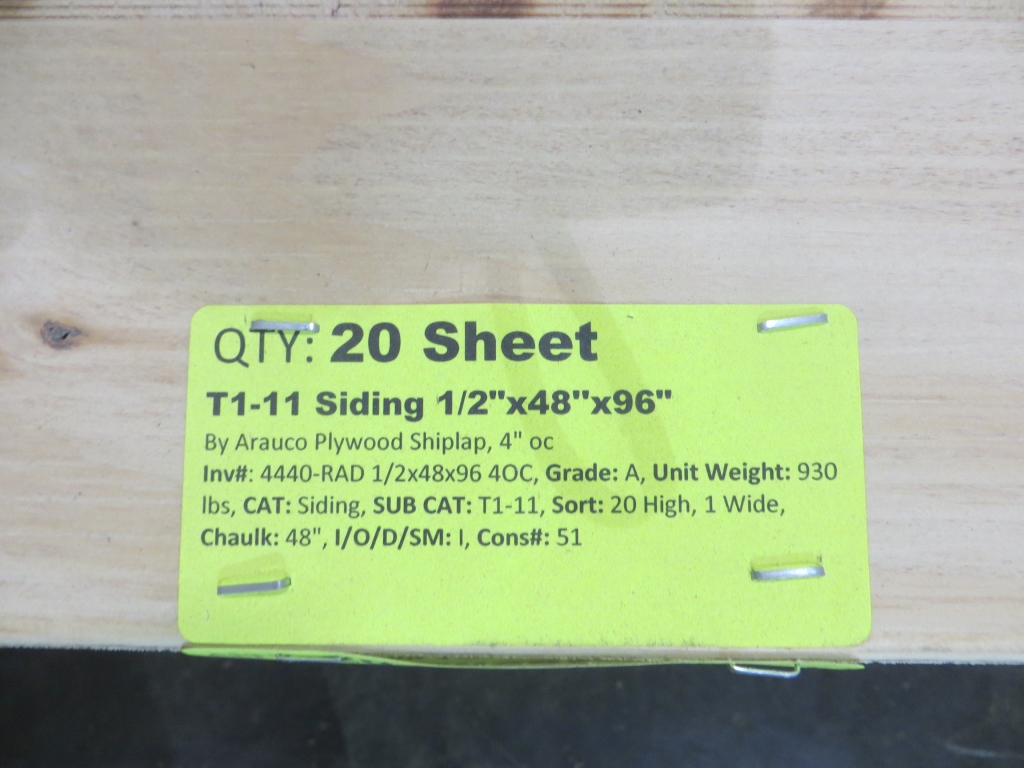 QTY: 20 Sheet
T1-11 Siding 1/2"x48"x96"
By Arauco Plywood Shiplap, 4" oc
Inv#: 4440-RAD 1/2x48x96 4OC, Grade: A, Unit Weight: 930
lbs, CAT: Siding, SUB CAT: T1-11, Sort: 20 High, 1 Wide,
Chaulk: 48", I/O/D/SM: I, Cons#: 51